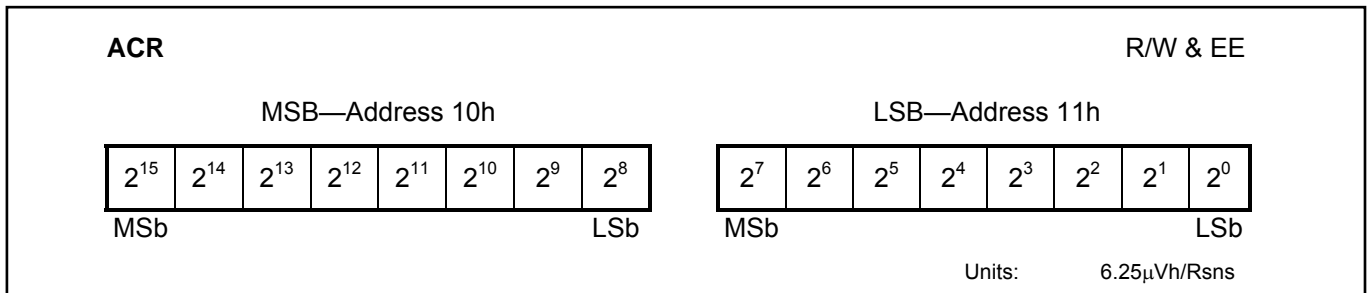 ACR R/W & EE
MSB—Address 10h LSB—Address 11h
2¹⁵ 2¹⁴ 2¹³ 2¹² 2¹¹ 2¹⁰ 2⁹ 2⁸ 2⁷ 2⁶ 2⁵ 2⁴ 2³ 2² 2¹ 2⁰
MSb LSb MSb LSb
Units: 6.25μVh/Rsns